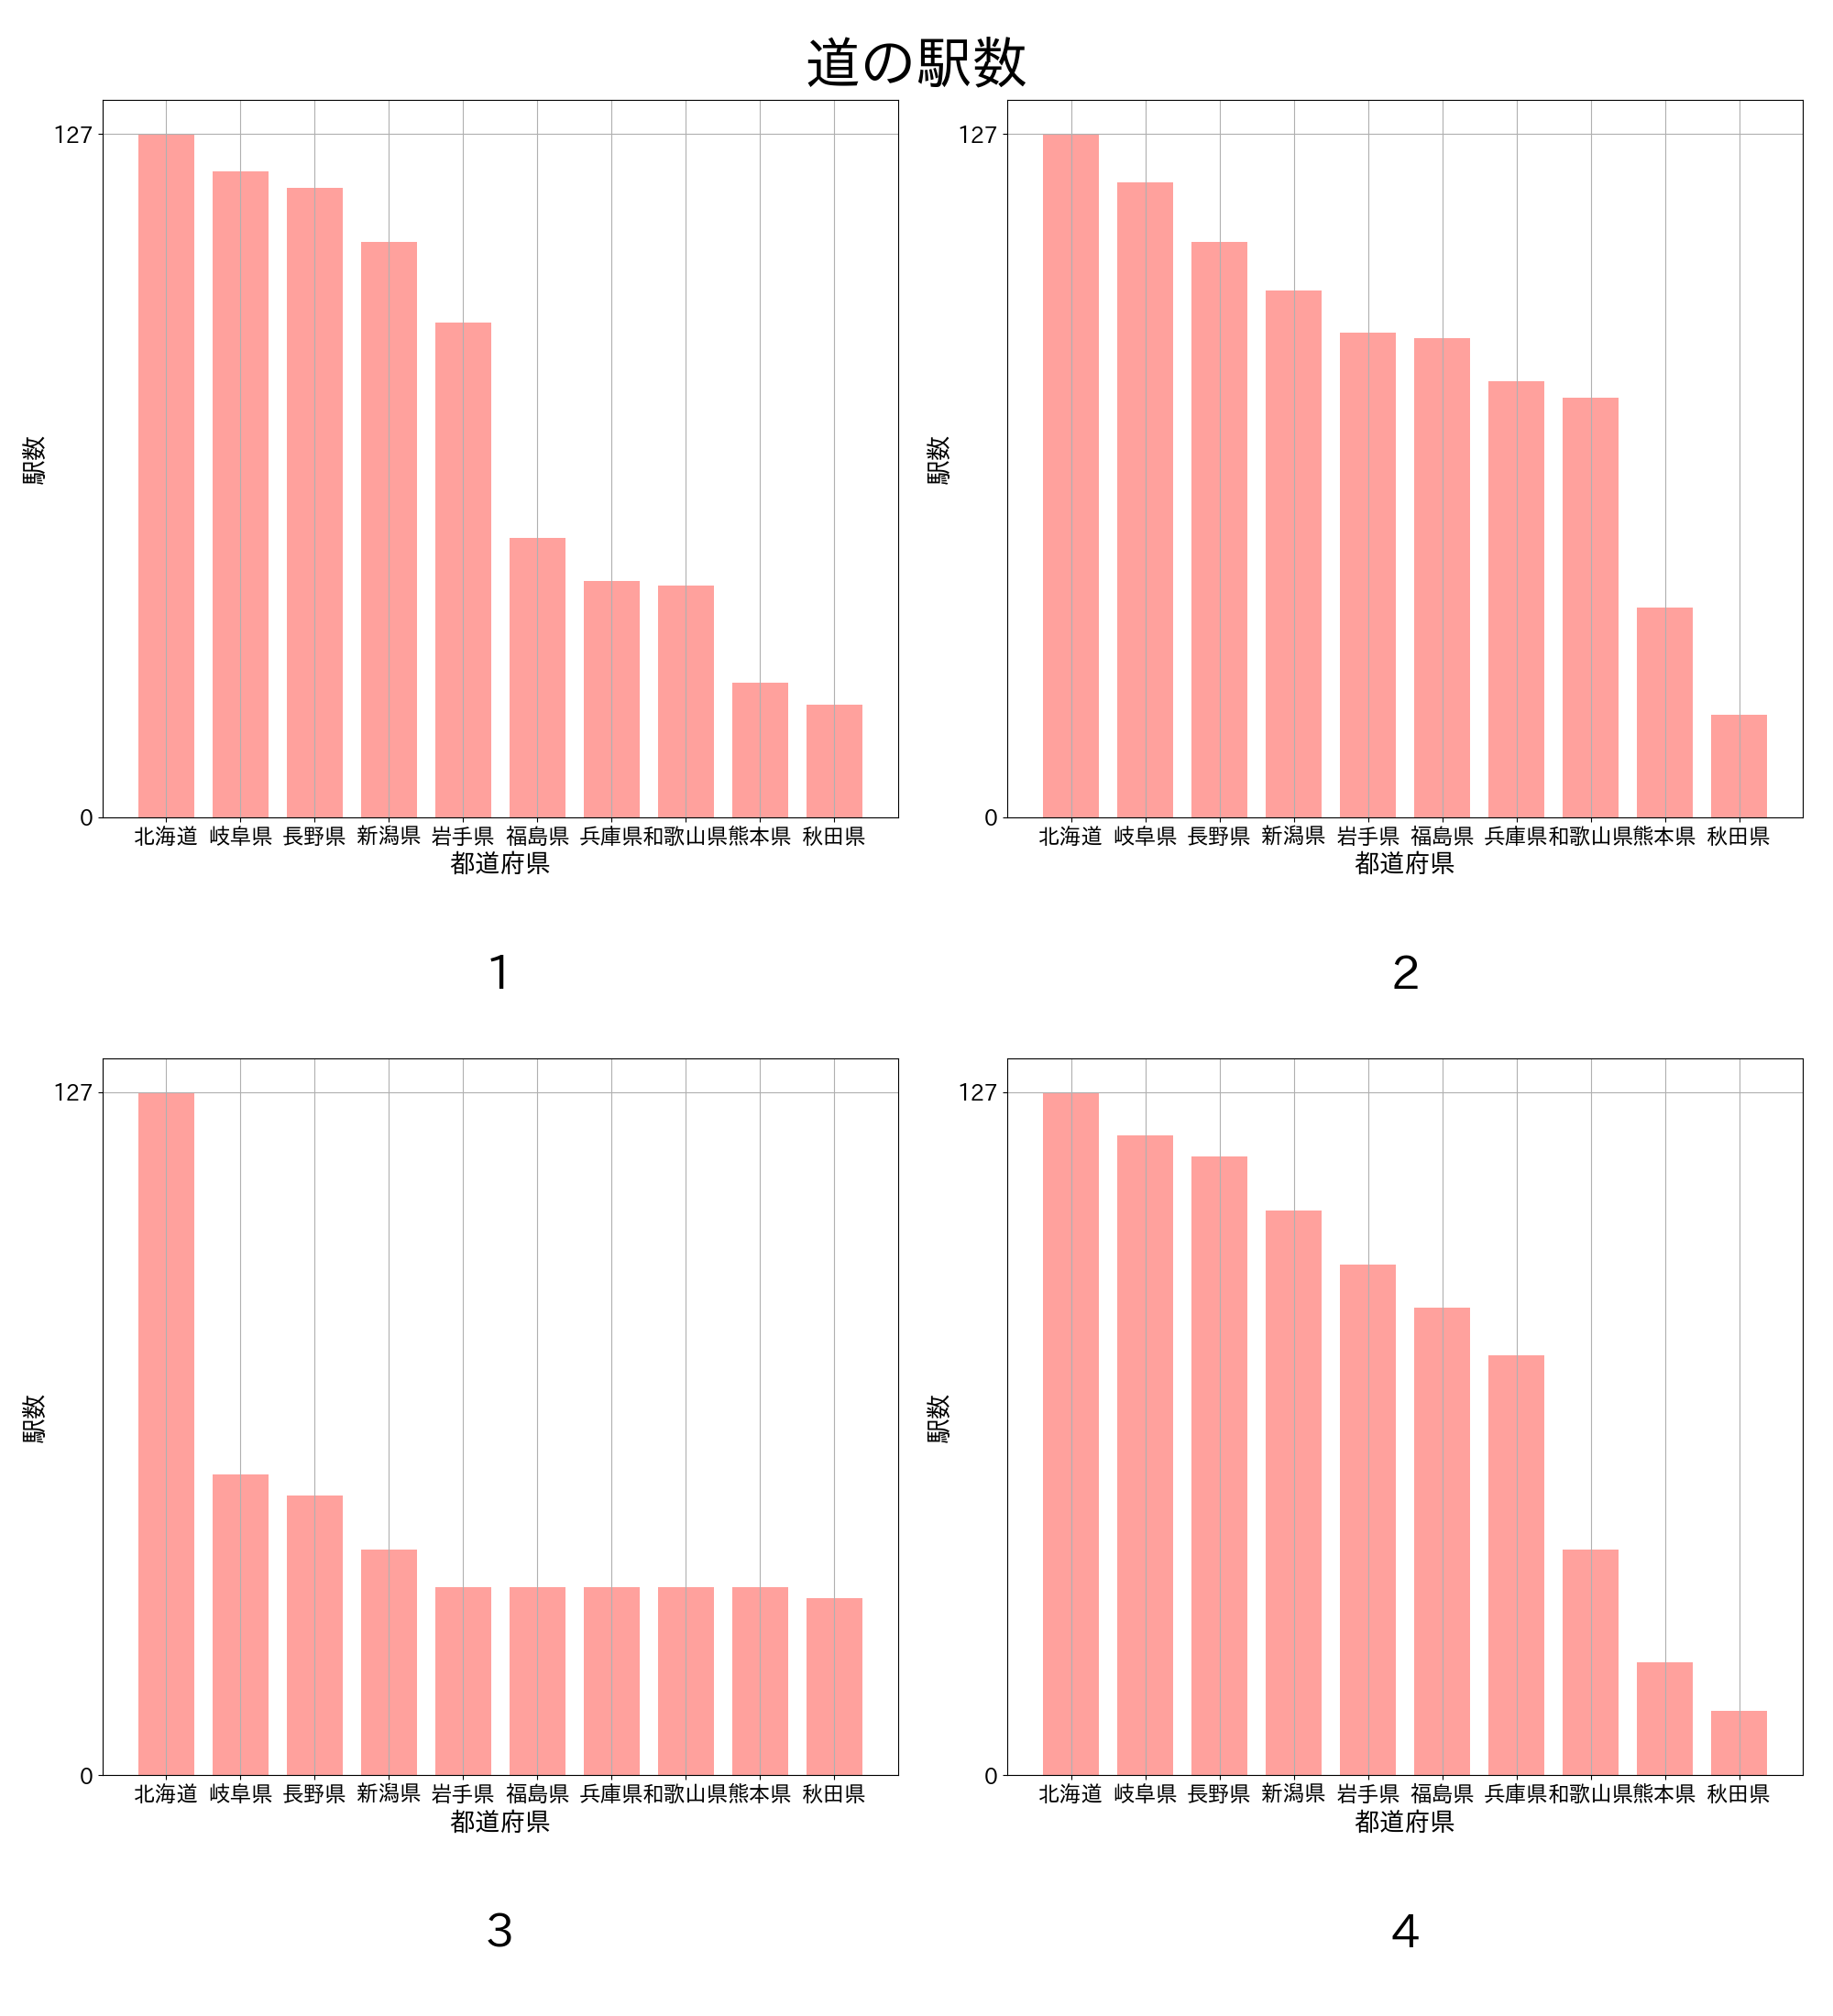 道の駅数
127
0
駅数
北海道 岐阜県 長野県 新潟県 岩手県 福島県 兵庫県 和歌山県 熊本県 秋田県
都道府県
1
127
0
駅数
北海道 岐阜県 長野県 新潟県 岩手県 福島県 兵庫県 和歌山県 熊本県 秋田県
都道府県
2
127
0
駅数
北海道 岐阜県 長野県 新潟県 岩手県 福島県 兵庫県 和歌山県 熊本県 秋田県
都道府県
3
127
0
駅数
北海道 岐阜県 長野県 新潟県 岩手県 福島県 兵庫県 和歌山県 熊本県 秋田県
都道府県
4